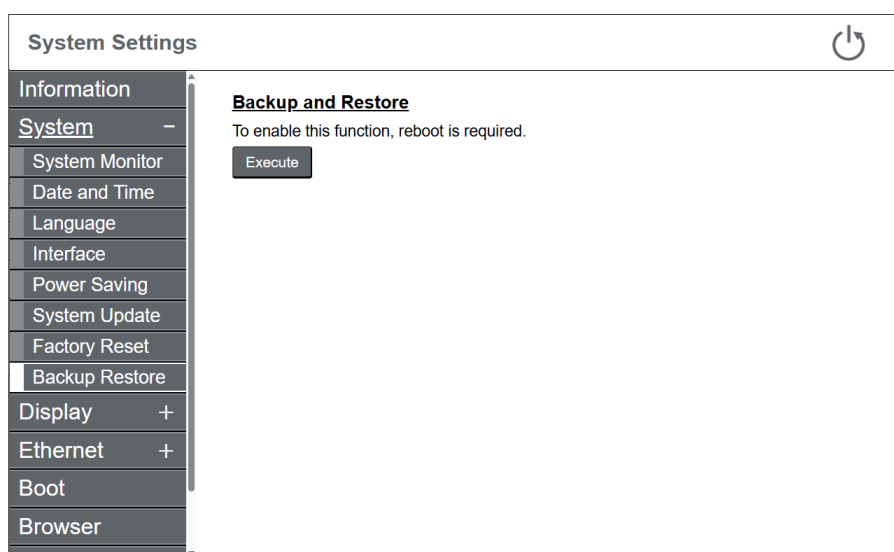 System Settings
Information
System −
System Monitor
Date and Time
Language
Interface
Power Saving
System Update
Factory Reset
Backup Restore
Display +
Ethernet +
Boot
Browser
Backup and Restore
To enable this function, reboot is required.
Execute